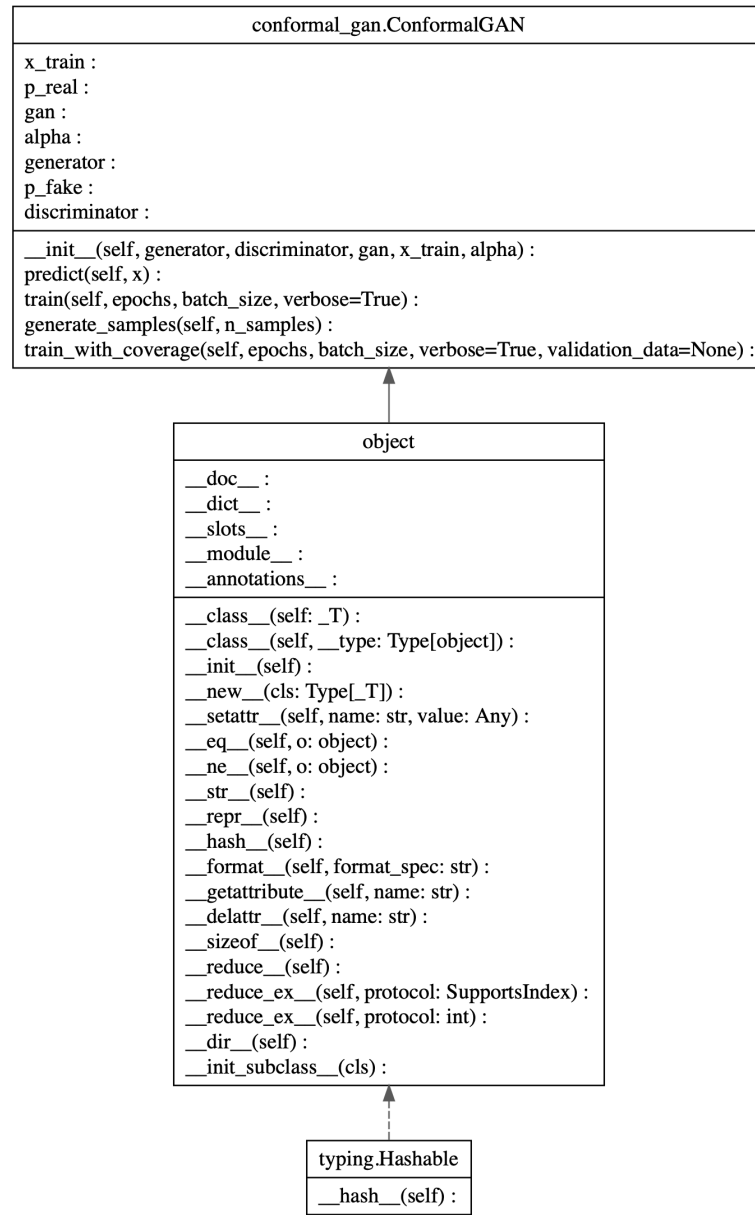 conformal_gan.ConformalGAN
x_train :
p_real :
gan :
alpha :
generator :
p_fake :
discriminator :
__init__(self, generator, discriminator, gan, x_train, alpha) :
predict(self, x) :
train(self, epochs, batch_size, verbose=True) :
generate_samples(self, n_samples) :
train_with_coverage(self, epochs, batch_size, verbose=True, validation_data=None) :
object
__doc__ :
__dict__ :
__slots__ :
__module__ :
__annotations__ :
__class__(self: _T) :
__class__(self, __type: Type[object]) :
__init__(self) :
__new__(cls: Type[_T]) :
__setattr__(self, name: str, value: Any) :
__eq__(self, o: object) :
__ne__(self, o: object) :
__str__(self) :
__repr__(self) :
__hash__(self) :
__format__(self, format_spec: str) :
__getattribute__(self, name: str) :
__delattr__(self, name: str) :
__sizeof__(self) :
__reduce__(self) :
__reduce_ex__(self, protocol: SupportsIndex) :
__reduce_ex__(self, protocol: int) :
__dir__(self) :
__init_subclass__(cls) :
typing.Hashable
__hash__(self) :